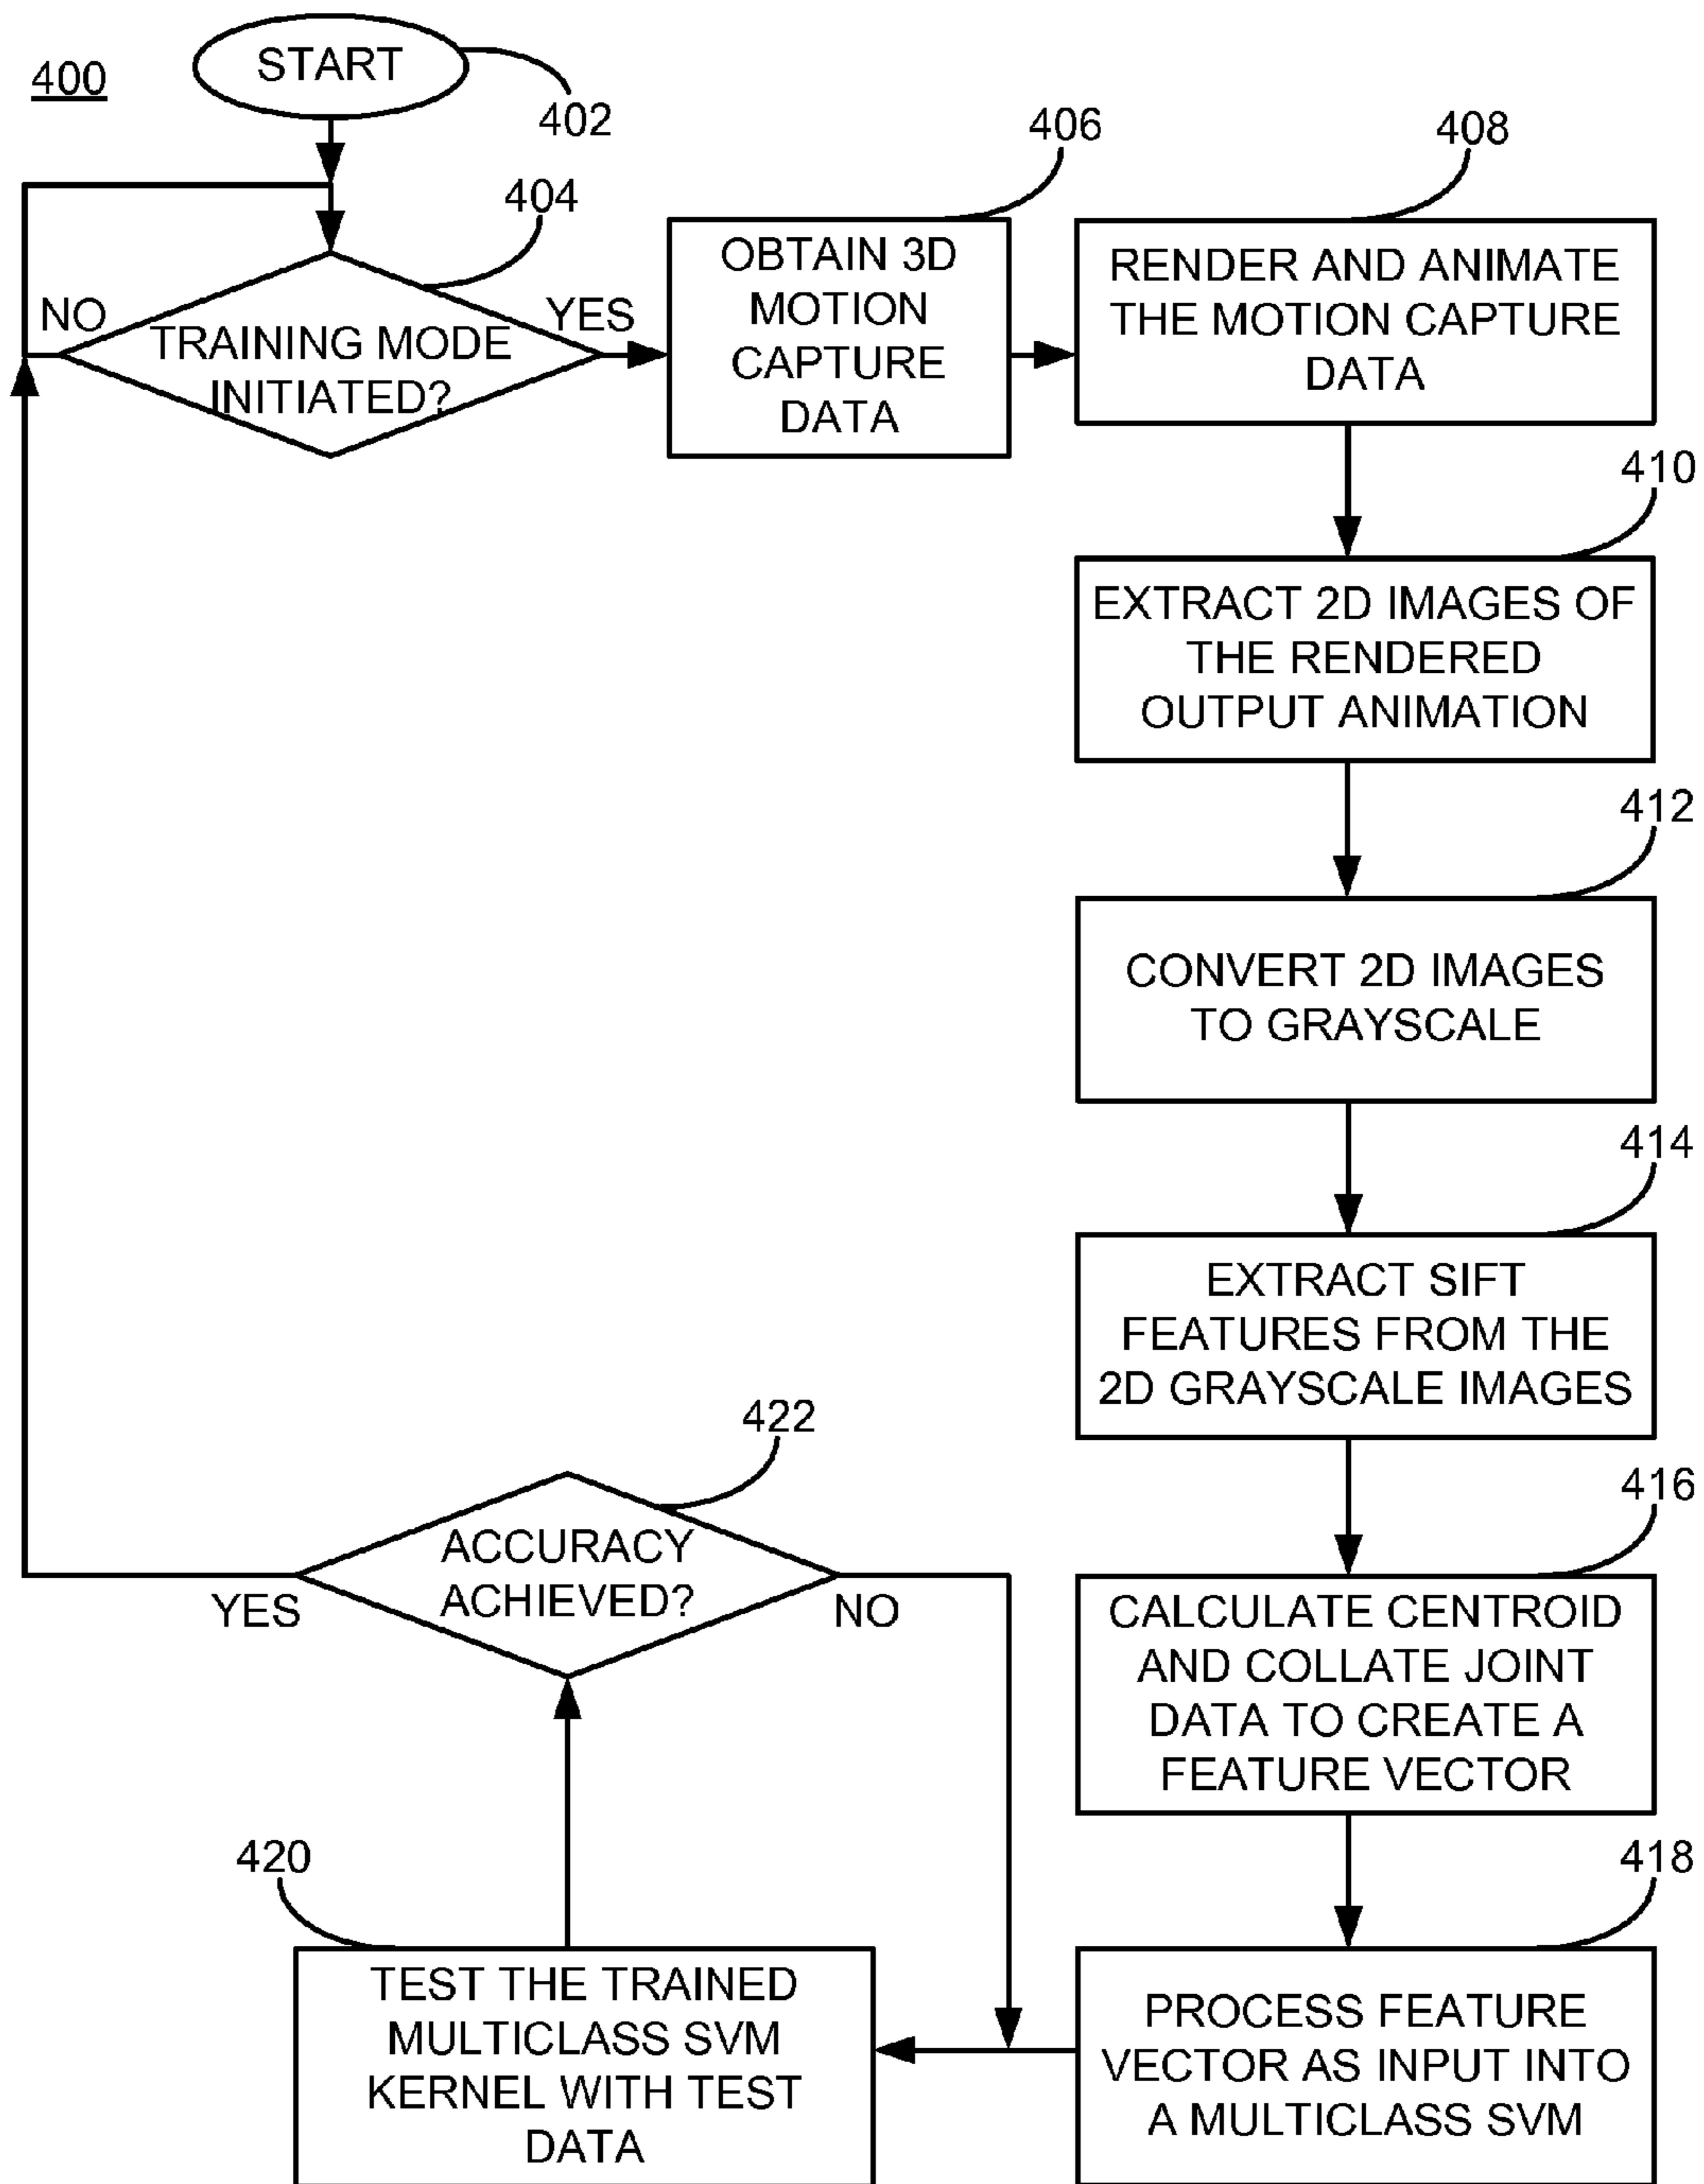 400
START
402
404
NO
YES
TRAINING MODE
INITIATED?
406
OBTAIN 3D
MOTION
CAPTURE
DATA
408
RENDER AND ANIMATE
THE MOTION CAPTURE
DATA
410
EXTRACT 2D IMAGES OF
THE RENDERED
OUTPUT ANIMATION
412
CONVERT 2D IMAGES
TO GRAYSCALE
414
EXTRACT SIFT
FEATURES FROM THE
2D GRAYSCALE IMAGES
416
CALCULATE CENTROID
AND COLLATE JOINT
DATA TO CREATE A
FEATURE VECTOR
418
PROCESS FEATURE
VECTOR AS INPUT INTO
A MULTICLASS SVM
420
TEST THE TRAINED
MULTICLASS SVM
KERNEL WITH TEST
DATA
422
ACCURACY
ACHIEVED?
YES
NO